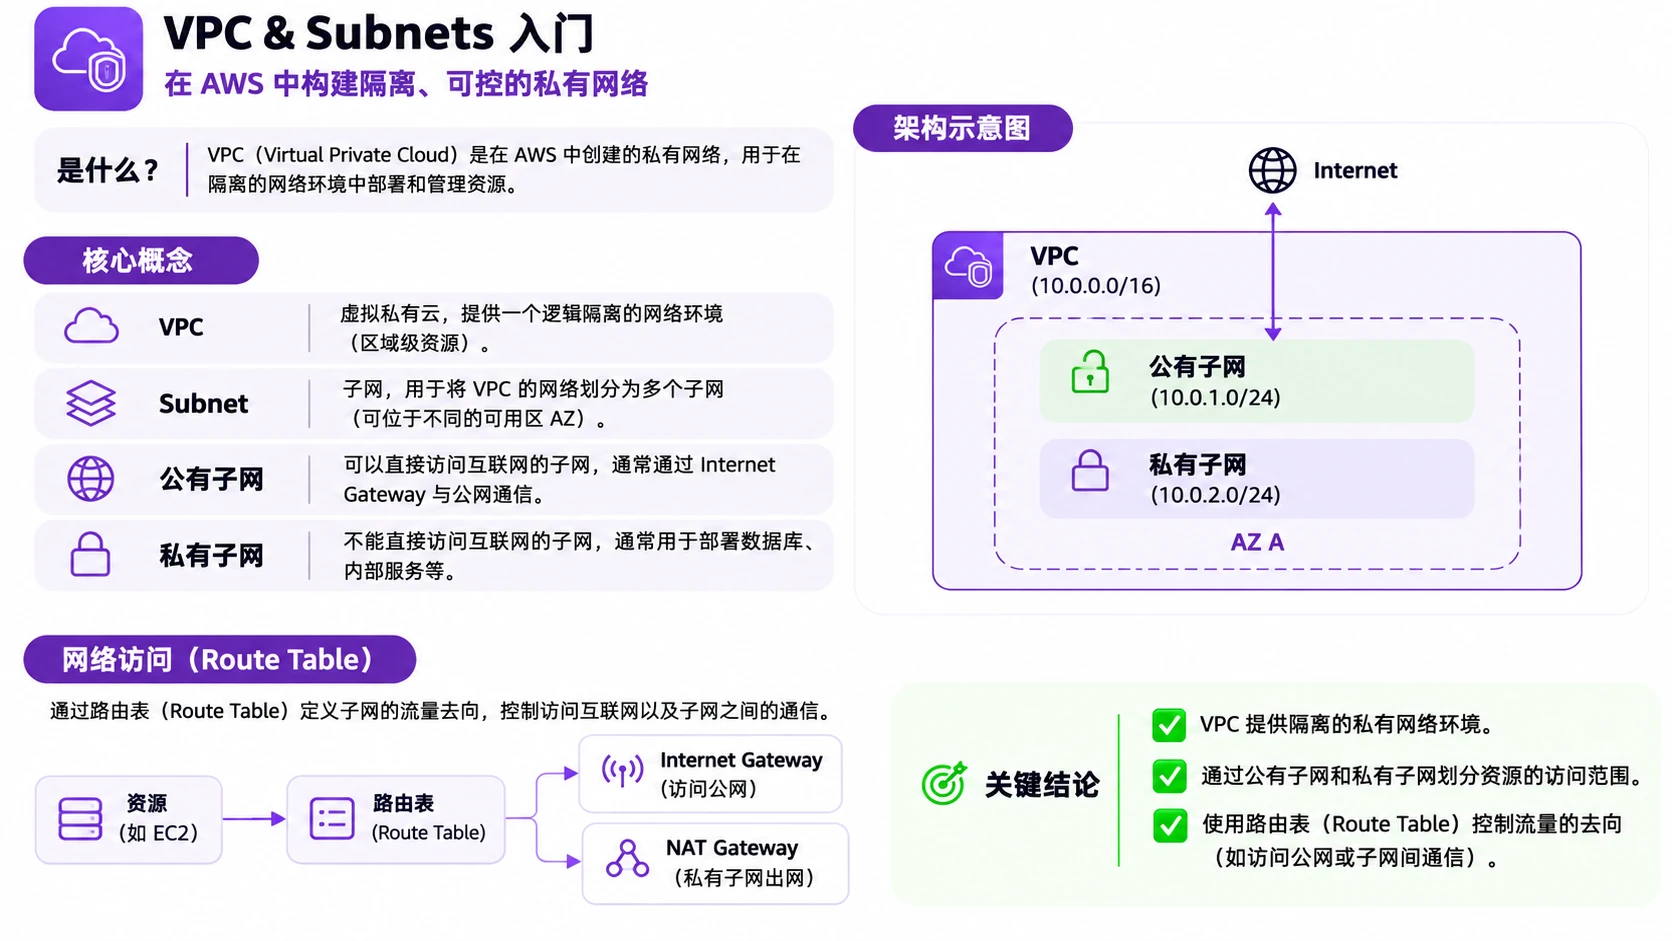 VPC & Subnets 入门
在 AWS 中构建隔离、可控的私有网络
是什么？
VPC（Virtual Private Cloud）是在 AWS 中创建的私有网络，用于在
隔离的网络环境中部署和管理资源。
核心概念
VPC
虚拟私有云，提供一个逻辑隔离的网络环境
（区域级资源）。
Subnet
子网，用于将 VPC 的网络划分为多个子网
（可位于不同的可用区 AZ）。
公有子网
可以直接访问互联网的子网，通常通过 Internet
Gateway 与公网通信。
私有子网
不能直接访问互联网的子网，通常用于部署数据库、
内部服务等。
架构示意图
Internet
VPC
(10.0.0.0/16)
公有子网
(10.0.1.0/24)
私有子网
(10.0.2.0/24)
AZ A
网络访问（Route Table）
通过路由表（Route Table）定义子网的流量去向，控制访问互联网以及子网之间的通信。
资源
（如 EC2）
路由表
(Route Table)
Internet Gateway
（访问公网）
NAT Gateway
（私有子网出网）
关键结论
VPC 提供隔离的私有网络环境。
通过公有子网和私有子网划分资源的访问范围。
使用路由表（Route Table）控制流量的去向
（如访问公网或子网间通信）。